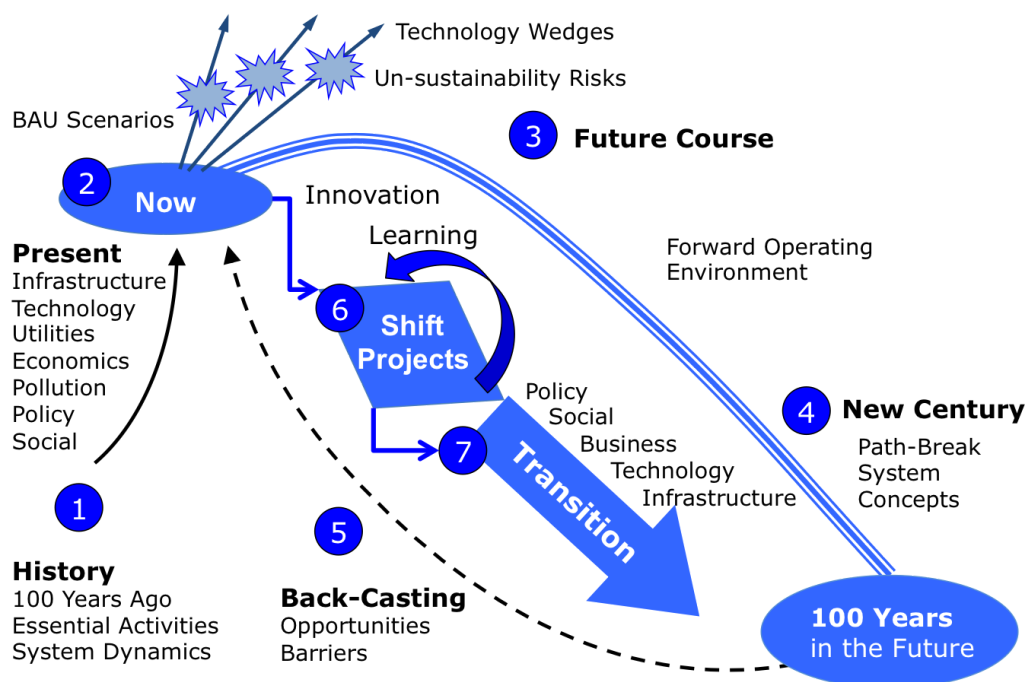 Technology Wedges
Un-sustainability Risks
BAU Scenarios
3
Future Course
2
Now
Innovation
Present
Infrastructure
Technology
Utilities
Economics
Pollution
Policy
Social
Learning
Forward Operating
Environment
6
Shift
Projects
Policy
Social
Business
Technology
Infrastructure
4
New Century
Path-Break
System
Concepts
7
Transition
1
History
100 Years Ago
Essential Activities
System Dynamics
5
Back-Casting
Opportunities
Barriers
100 Years
in the Future